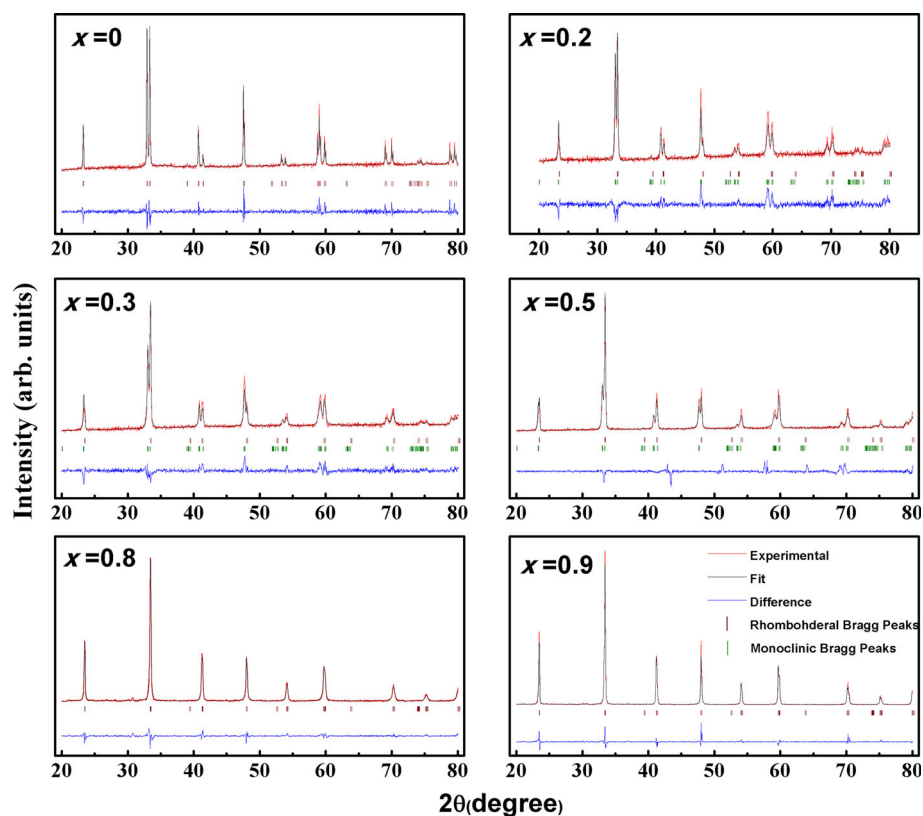 x =0
x =0.2
20 30 40 50 60 70 80
20 30 40 50 60 70 80
x =0.3
x =0.5
20 30 40 50 60 70 80
20 30 40 50 60 70 80
Intensity (arb. units)
x =0.8
x =0.9
Experimental
Fit
Difference
Rhombohderal Bragg Peaks
Monoclinic Bragg Peaks
20 30 40 50 60 70 80
20 30 40 50 60 70 80
2θ(degree)